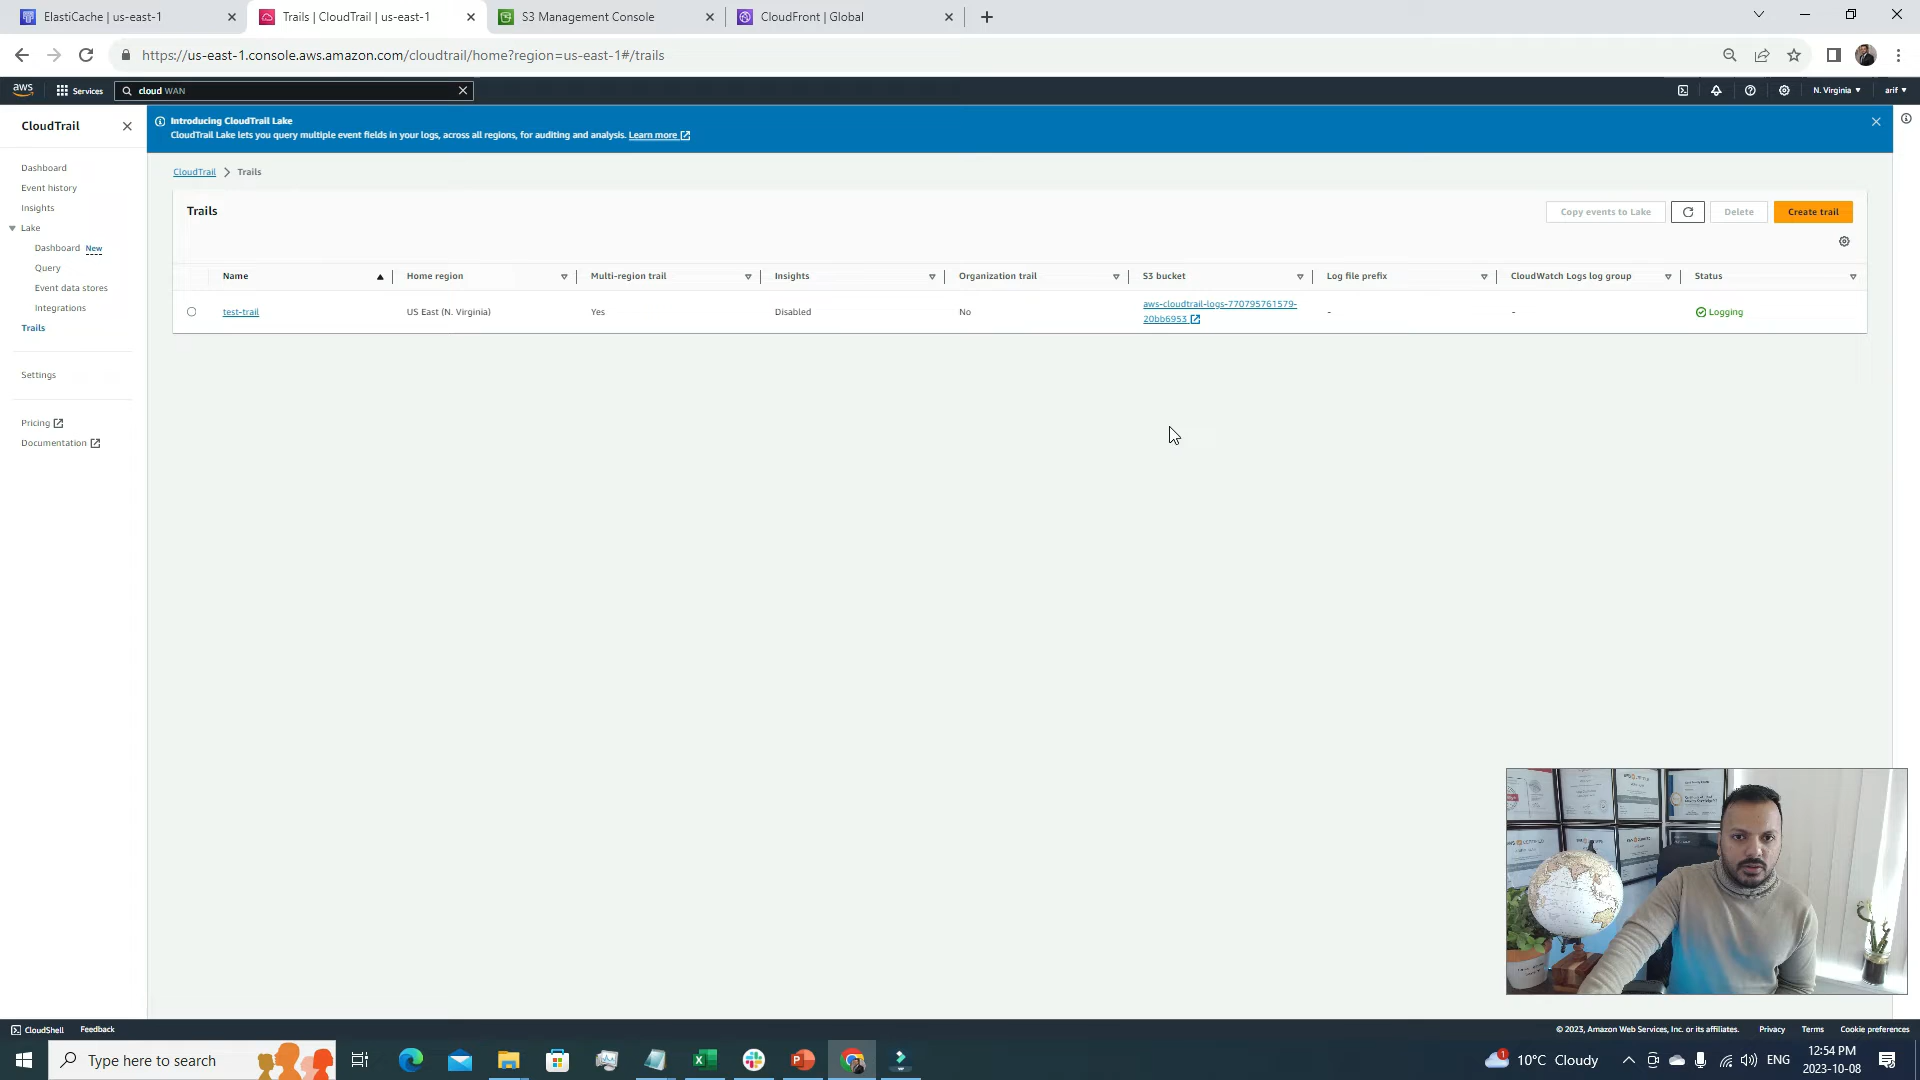 ElastiCache | us-east-1
Trails | CloudTrail | us-east-1
S3 Management Console
CloudFront | Global
https://us-east-1.console.aws.amazon.com/cloudtrail/home?region=us-east-1#/trails
aws
Services
cloud WAN
N. Virginia
arif
CloudTrail
Introducing CloudTrail Lake
CloudTrail Lake lets you query multiple event fields in your logs, across all regions, for auditing and analysis. Learn more
Dashboard
Event history
Insights
Lake
Dashboard New
Query
Event data stores
Integrations
Trails
Settings
Pricing
Documentation
CloudTrail > Trails
Trails
Copy events to Lake
Delete
Create trail
Name
Home region
Multi-region trail
Insights
Organization trail
S3 bucket
Log file prefix
CloudWatch Logs log group
Status
test-trail
US East (N. Virginia)
Yes
Disabled
No
aws-cloudtrail-logs-770795761579-
20bb6953
-
-
Logging
CloudShell
Feedback
© 2023, Amazon Web Services, Inc. or its affiliates.
Privacy
Terms
Cookie preferences
Type here to search
1
10°C Cloudy
ENG
12:54 PM
2023-10-08